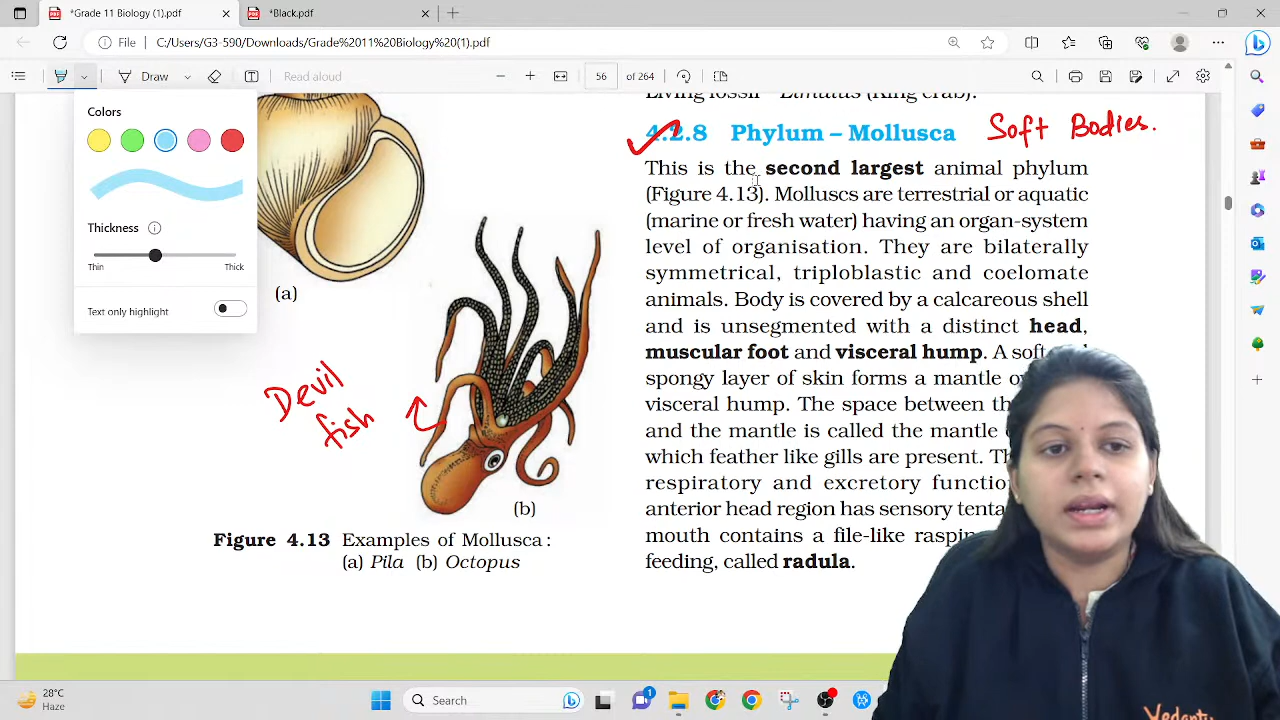 *Grade 11 Biology (1).pdf
*Black.pdf
File
C:/Users/G3-590/Downloads/Grade%2011%20Biology%20(1).pdf
Draw
Read aloud
56
of 264
Colors
Thickness
Thin
Thick
Text only highlight
(a)
Devil
fish
(b)
Figure 4.13 Examples of Mollusca :
(a) Pila (b) Octopus
Living fossil – Limulus (King crab).
4.2.8 Phylum – Mollusca
Soft Bodies.
This is the second largest animal phylum
(Figure 4.13). Molluscs are terrestrial or aquatic
(marine or fresh water) having an organ-system
level of organisation. They are bilaterally
symmetrical, triploblastic and coelomate
animals. Body is covered by a calcareous shell
and is unsegmented with a distinct head,
muscular foot and visceral hump. A soft
spongy layer of skin forms a mantle
visceral hump. The space between
and the mantle is called the mantle
which feather like gills are present.
respiratory and excretory
anterior head region has sensory
mouth contains a file-like
feeding, called radula.
28°C
Haze
Search
1